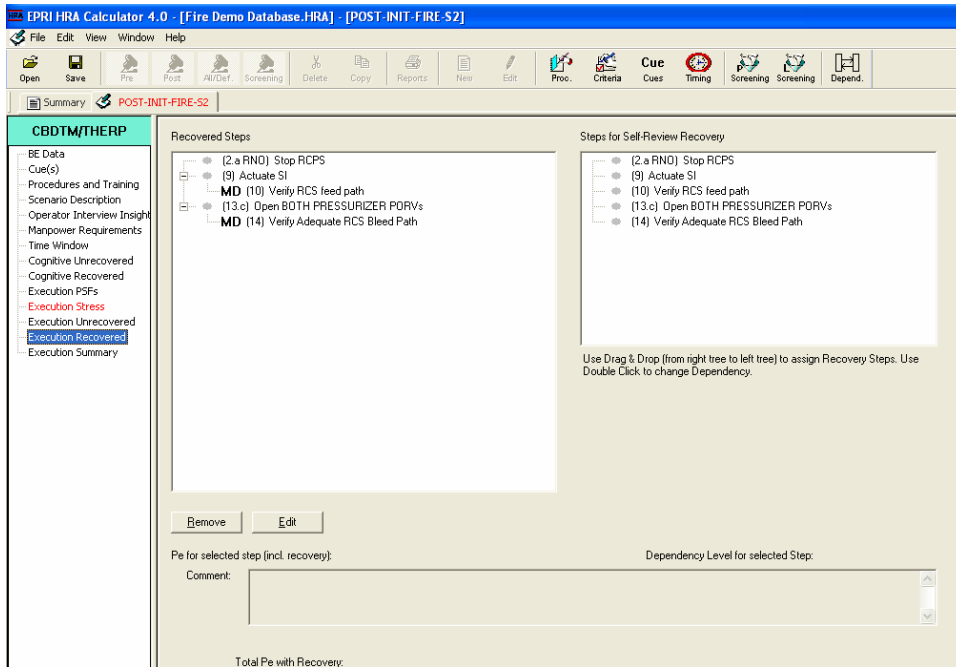 HRA EPRI HRA Calculator 4.0 - [Fire Demo Database.HRA] - [POST-INIT-FIRE-S2]
File Edit View Window Help
Cue
Open Save Pre Post All/Def. Screening Delete Copy Reports New Edit Proc. Criteria Cues Timing Screening Screening Depend.
Summary POST-INIT-FIRE-S2
CBDTM/THERP
BE Data
Cue(s)
Procedures and Training
Scenario Description
Operator Interview Insight
Manpower Requirements
Time Window
Cognitive Unrecovered
Cognitive Recovered
Execution PSFs
Execution Stress
Execution Unrecovered
Execution Recovered
Execution Summary
Recovered Steps
(2.a RNO) Stop RCPS
(9) Actuate SI
MD (10) Verify RCS feed path
(13.c) Open BOTH PRESSURIZER PORVs
MD (14) Verify Adequate RCS Bleed Path
Steps for Self-Review Recovery
(2.a RNO) Stop RCPS
(9) Actuate SI
(10) Verify RCS feed path
(13.c) Open BOTH PRESSURIZER PORVs
(14) Verify Adequate RCS Bleed Path
Use Drag & Drop (from right tree to left tree) to assign Recovery Steps. Use
Double Click to change Dependency.
Remove Edit
Pe for selected step (incl. recovery): Dependency Level for selected Step:
Comment:
Total Pe with Recovery: